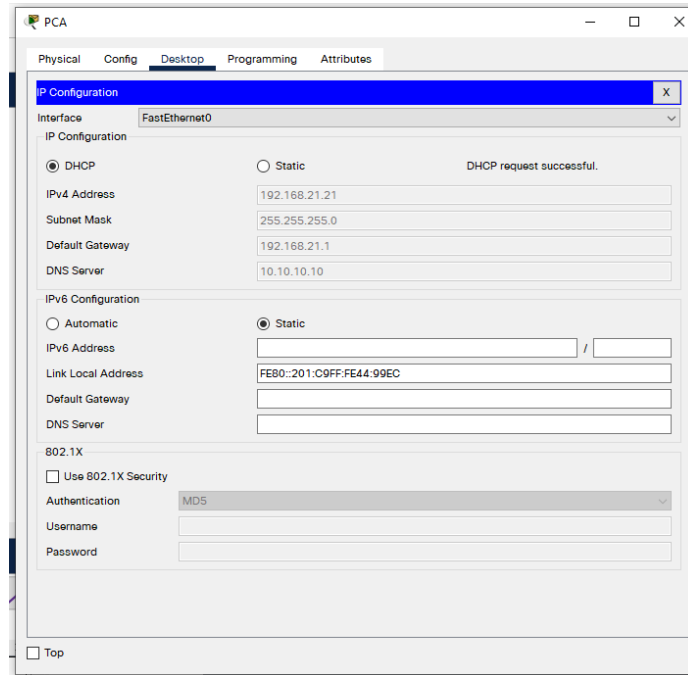 PCA
Physical Config Desktop Programming Attributes
IP Configuration X
Interface FastEthernet0
IP Configuration
DHCP Static DHCP request successful.
IPv4 Address 192.168.21.21
Subnet Mask 255.255.255.0
Default Gateway 192.168.21.1
DNS Server 10.10.10.10
IPv6 Configuration
Automatic Static
IPv6 Address /
Link Local Address FE80::201:C9FF:FE44:99EC
Default Gateway
DNS Server
802.1X
Use 802.1X Security
Authentication MD5
Username
Password
Top